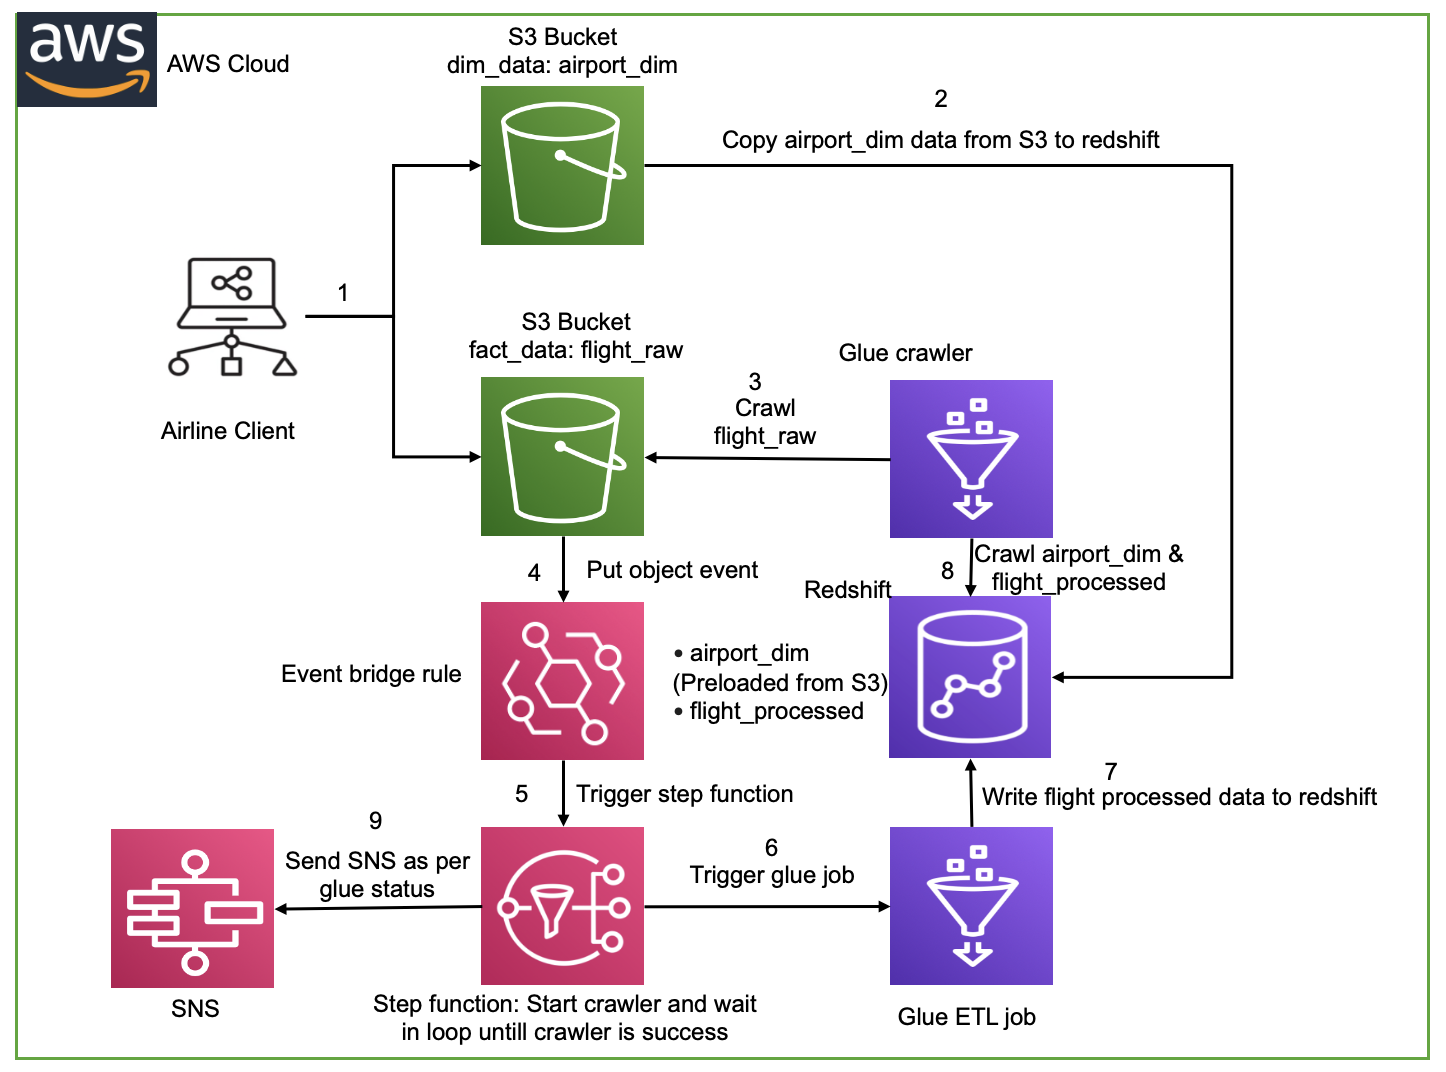 aws
AWS Cloud
S3 Bucket
dim_data: airport_dim
2
Copy airport_dim data from S3 to redshift
1
Airline Client
S3 Bucket
fact_data: flight_raw
3
Crawl
flight_raw
Glue crawler
4
Put object event
8
Crawl airport_dim &
flight_processed
Redshift
Event bridge rule
• airport_dim
(Preloaded from S3)
• flight_processed
5
Trigger step function
7
Write flight processed data to redshift
9
Send SNS as per
glue status
6
Trigger glue job
SNS
Step function: Start crawler and wait
in loop untill crawler is success
Glue ETL job